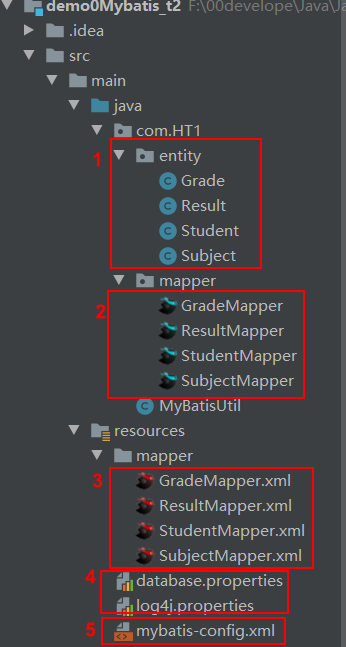 demo0Mybatis_t2 F:\00develope\Java\Ja
.idea
src
main
java
com.HT1
1 entity
Grade
Result
Student
Subject
mapper
2 GradeMapper
ResultMapper
StudentMapper
SubjectMapper
MyBatisUtil
resources
mapper
3 GradeMapper.xml
ResultMapper.xml
StudentMapper.xml
SubjectMapper.xml
4 database.properties
log4j.properties
5 mybatis-config.xml